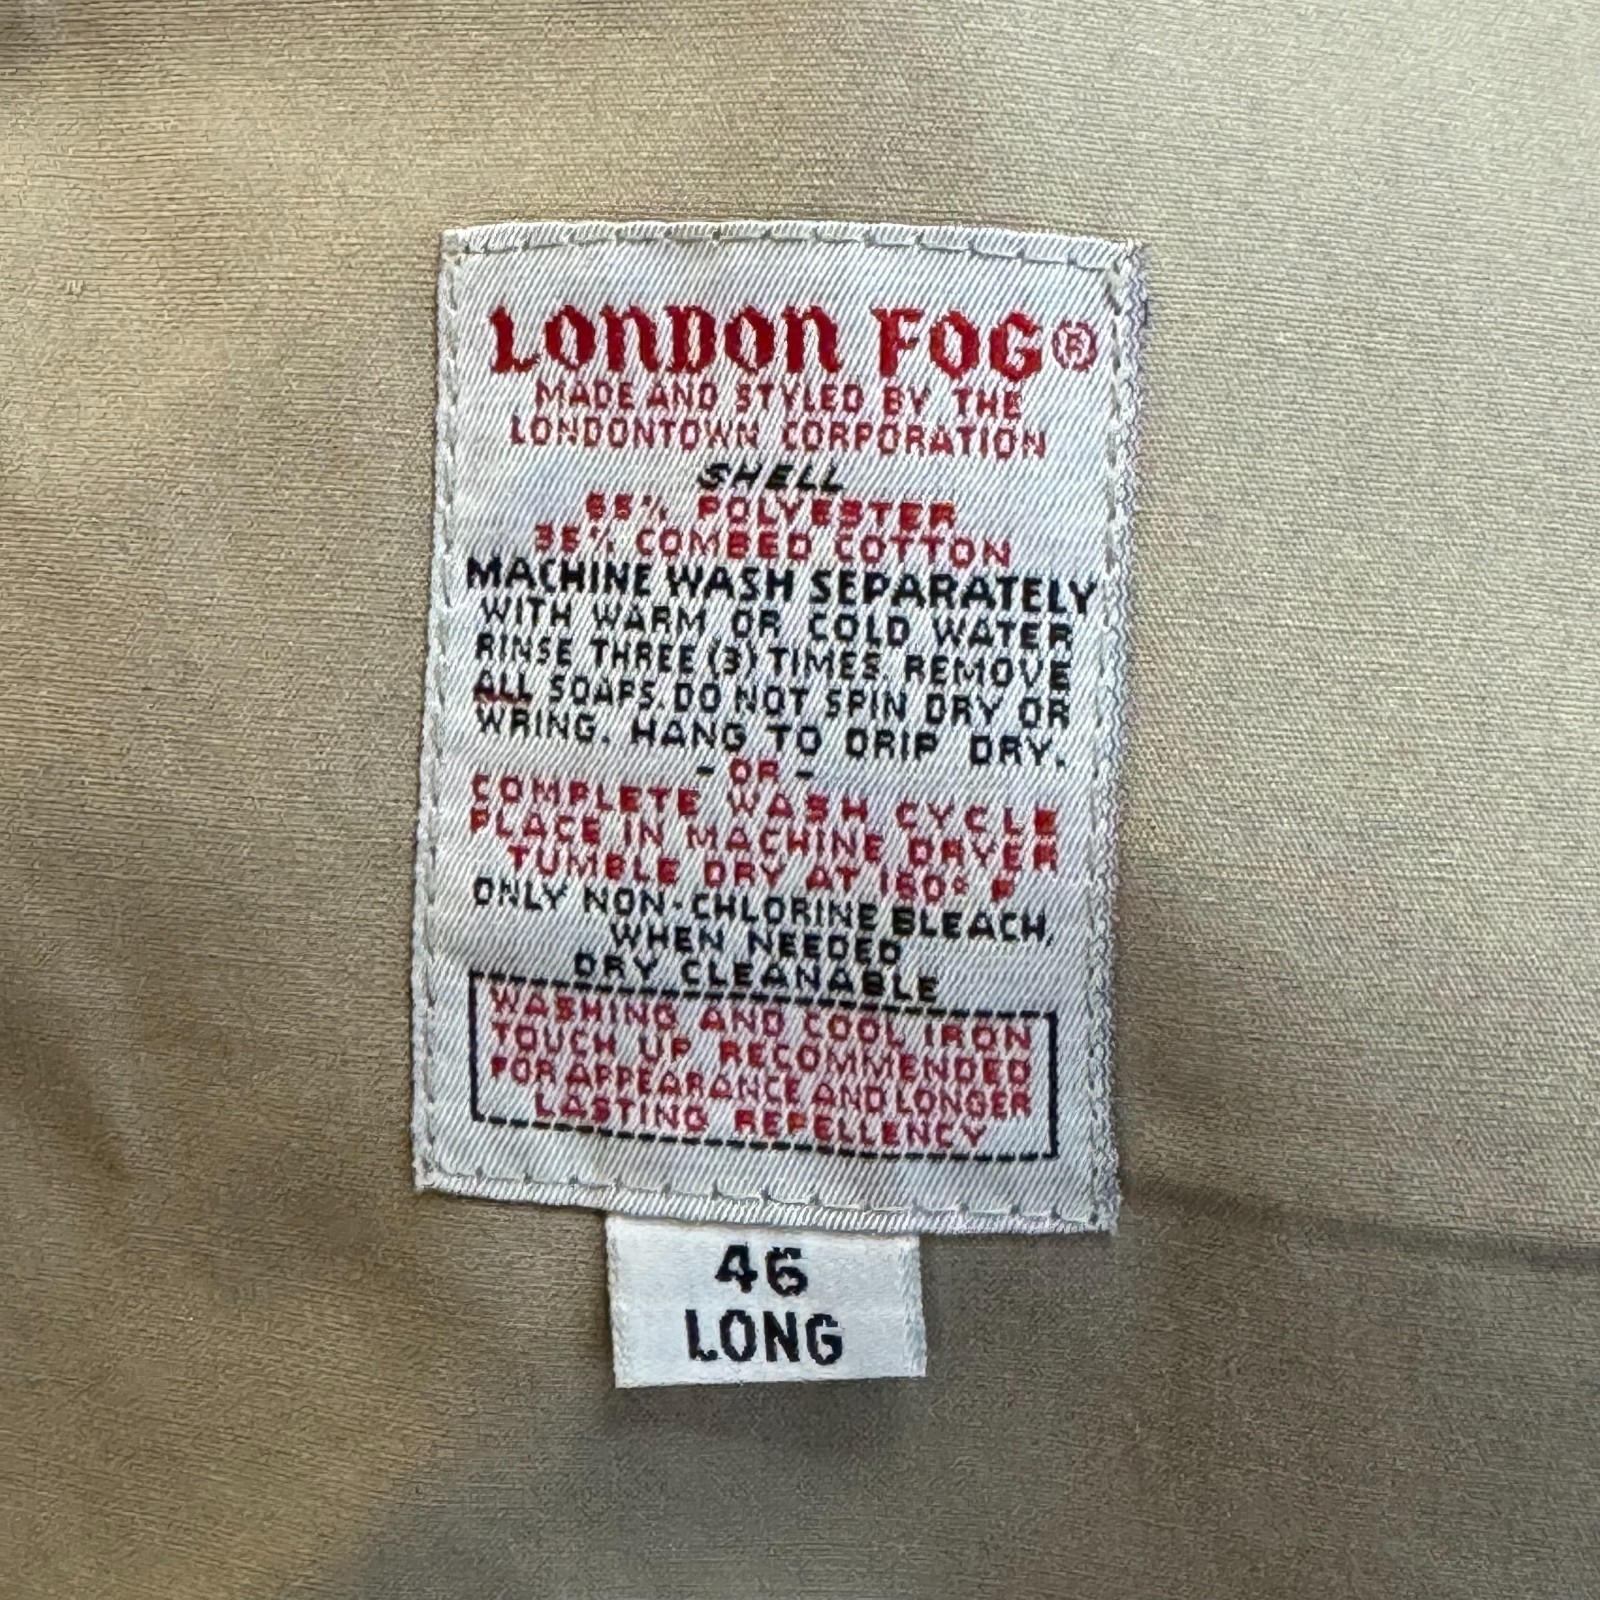 LONDON FOG®
MADE AND STYLED BY THE
LONDONTOWN CORPORATION
SHELL
65% POLYESTER
35% COMBED COTTON
MACHINE WASH SEPARATELY
WITH WARM OR COLD WATER
RINSE THREE (3) TIMES. REMOVE
ALL SOAPS. DO NOT SPIN DRY OR
WRING. HANG TO DRIP DRY.
- OR -
COMPLETE WASH CYCLE
PLACE IN MACHINE DRYER
TUMBLE DRY AT 160° F
ONLY NON-CHLORINE BLEACH,
WHEN NEEDED
DRY CLEANABLE
WASHING AND COOL IRON
TOUCH UP RECOMMENDED
FOR APPEARANCE AND LONGER
LASTING REPELLENCY
46
LONG